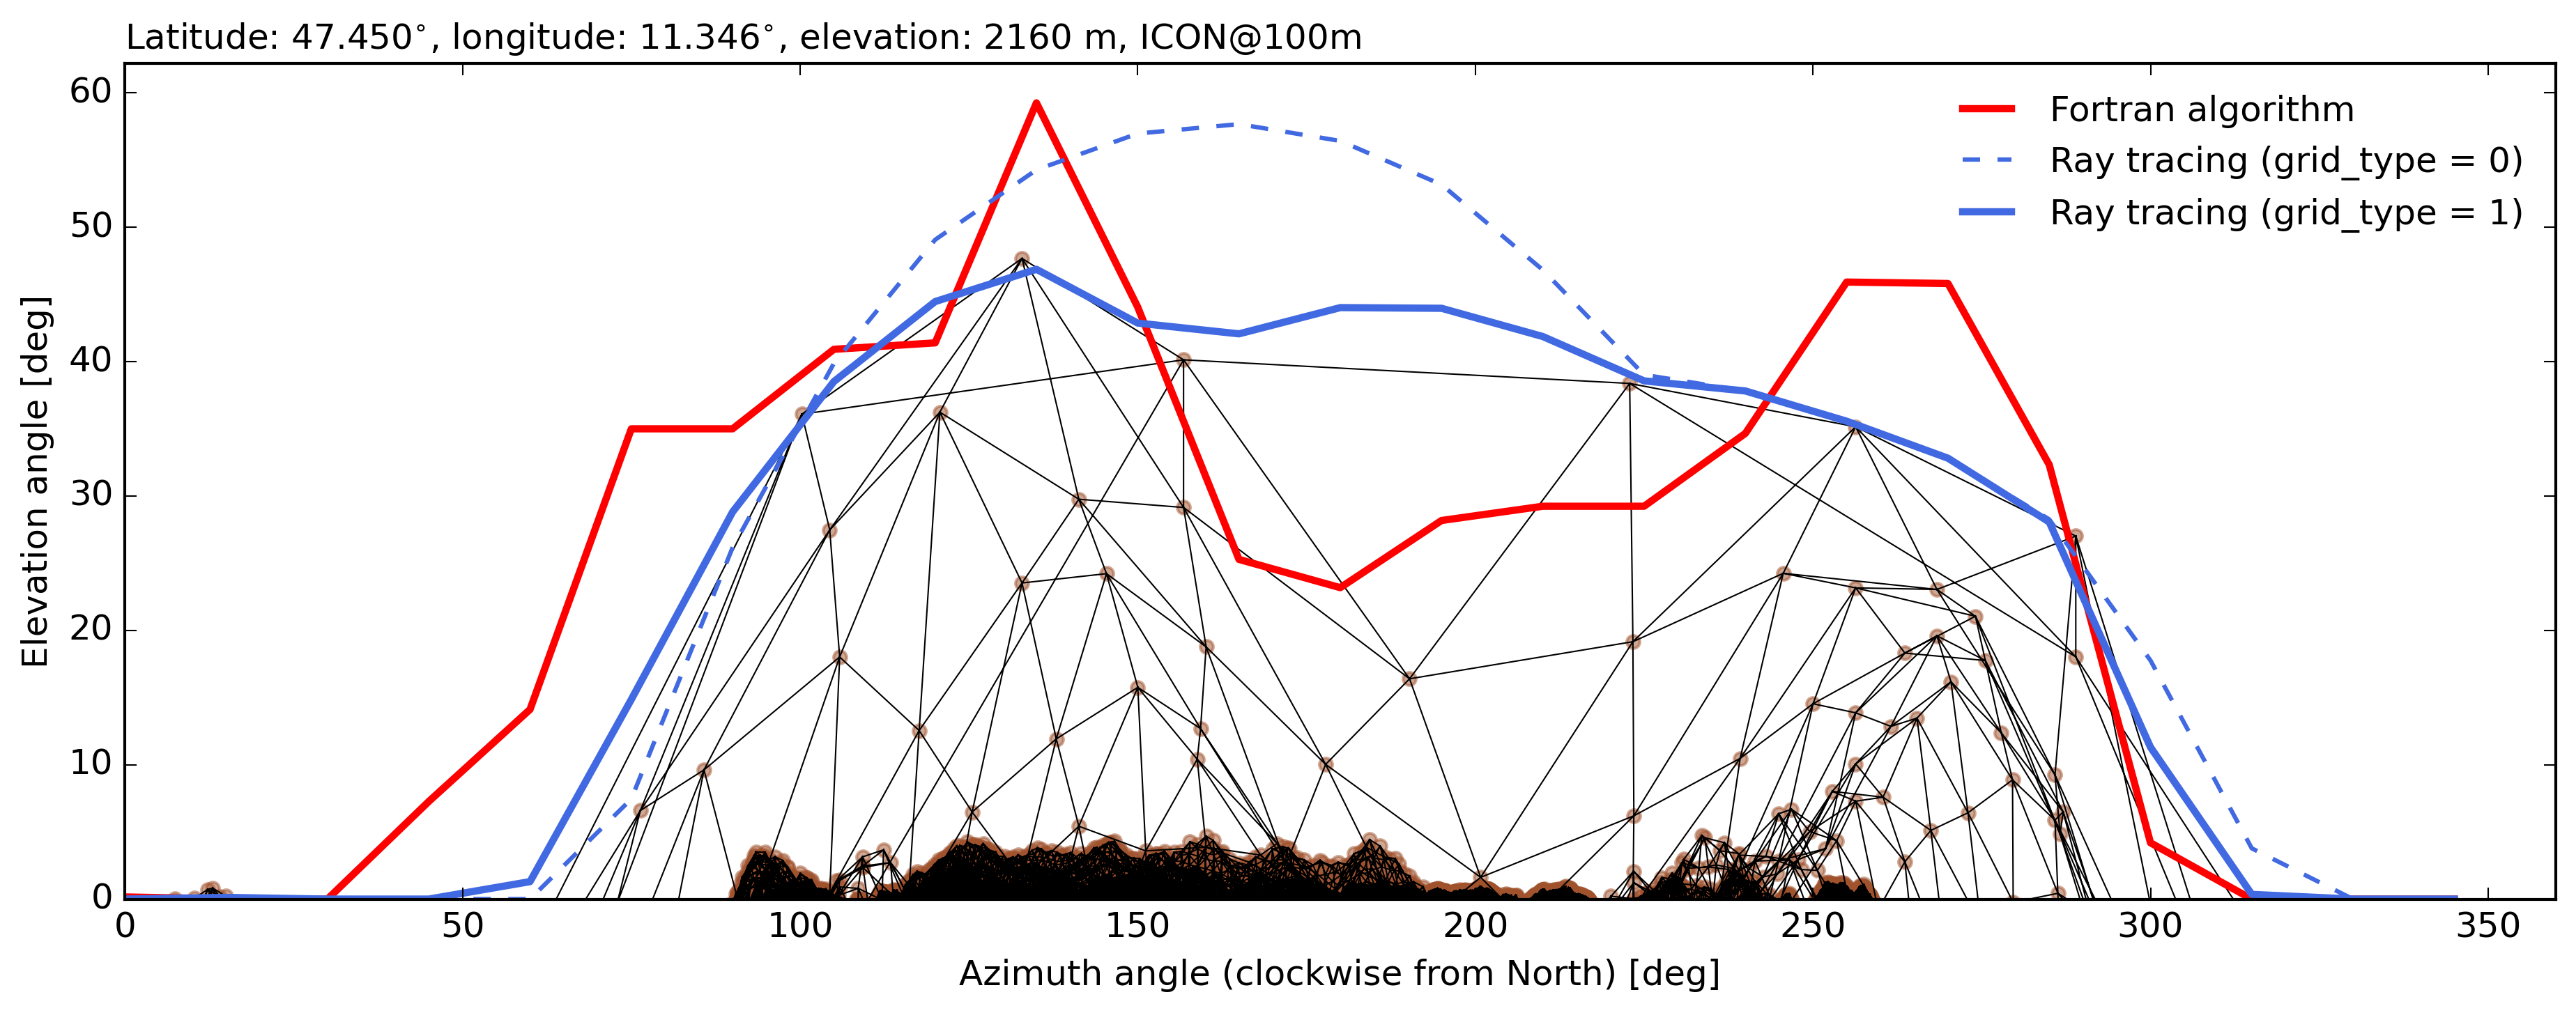 Latitude: 47.450°, longitude: 11.346°, elevation: 2160 m, ICON@100m
60
50
40
30
20
10
0
Elevation angle [deg]
Fortran algorithm
Ray tracing (grid_type = 0)
Ray tracing (grid_type = 1)
0 50 100 150 200 250 300 350
Azimuth angle (clockwise from North) [deg]